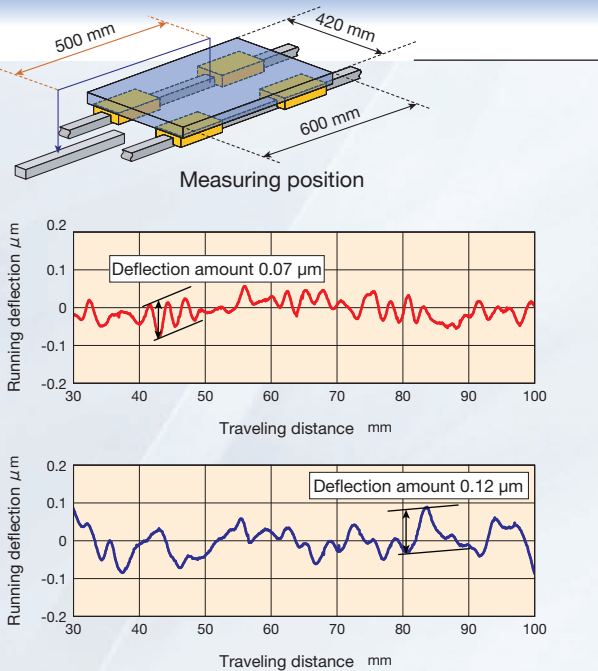 500 mm
420 mm
600 mm
Measuring position
Running deflection μm
0.2
0.1
0
-0.1
-0.2
Deflection amount 0.07 μm
30 40 50 60 70 80 90 100
Traveling distance mm
Running deflection μm
0.2
0.1
0
-0.1
-0.2
Deflection amount 0.12 μm
30 40 50 60 70 80 90 100
Traveling distance mm